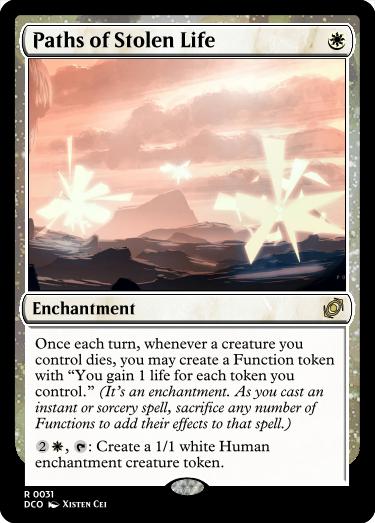 Paths of Stolen Life
Enchantment
Once each turn, whenever a creature you
control dies, you may create a Function token
with “You gain 1 life for each token you
control.” (It's an enchantment. As you cast an
instant or sorcery spell, sacrifice any number of
Functions to add their effects to that spell.)
2, : Create a 1/1 white Human
enchantment creature token.
R 0031
DCO Xisten Cei